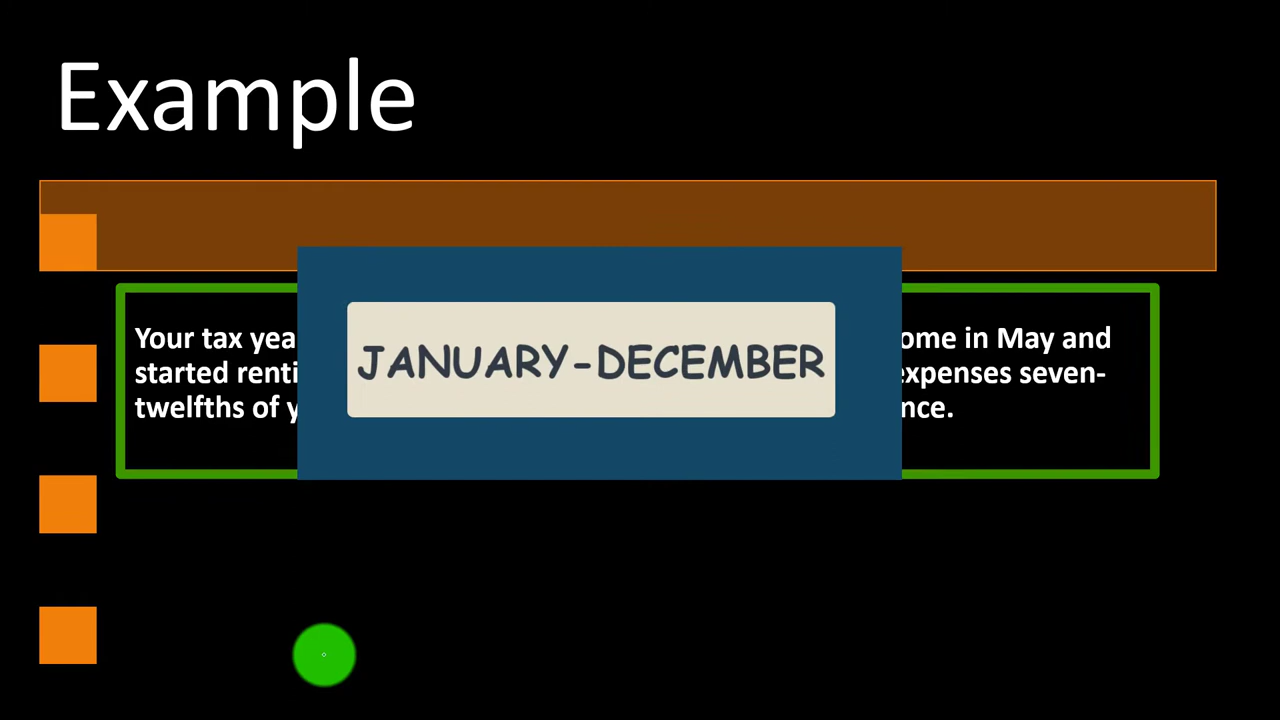 Example
Your tax yea ome in May and
started renti expenses seven-
JANUARY-DECEMBER
twelfths of y nce.